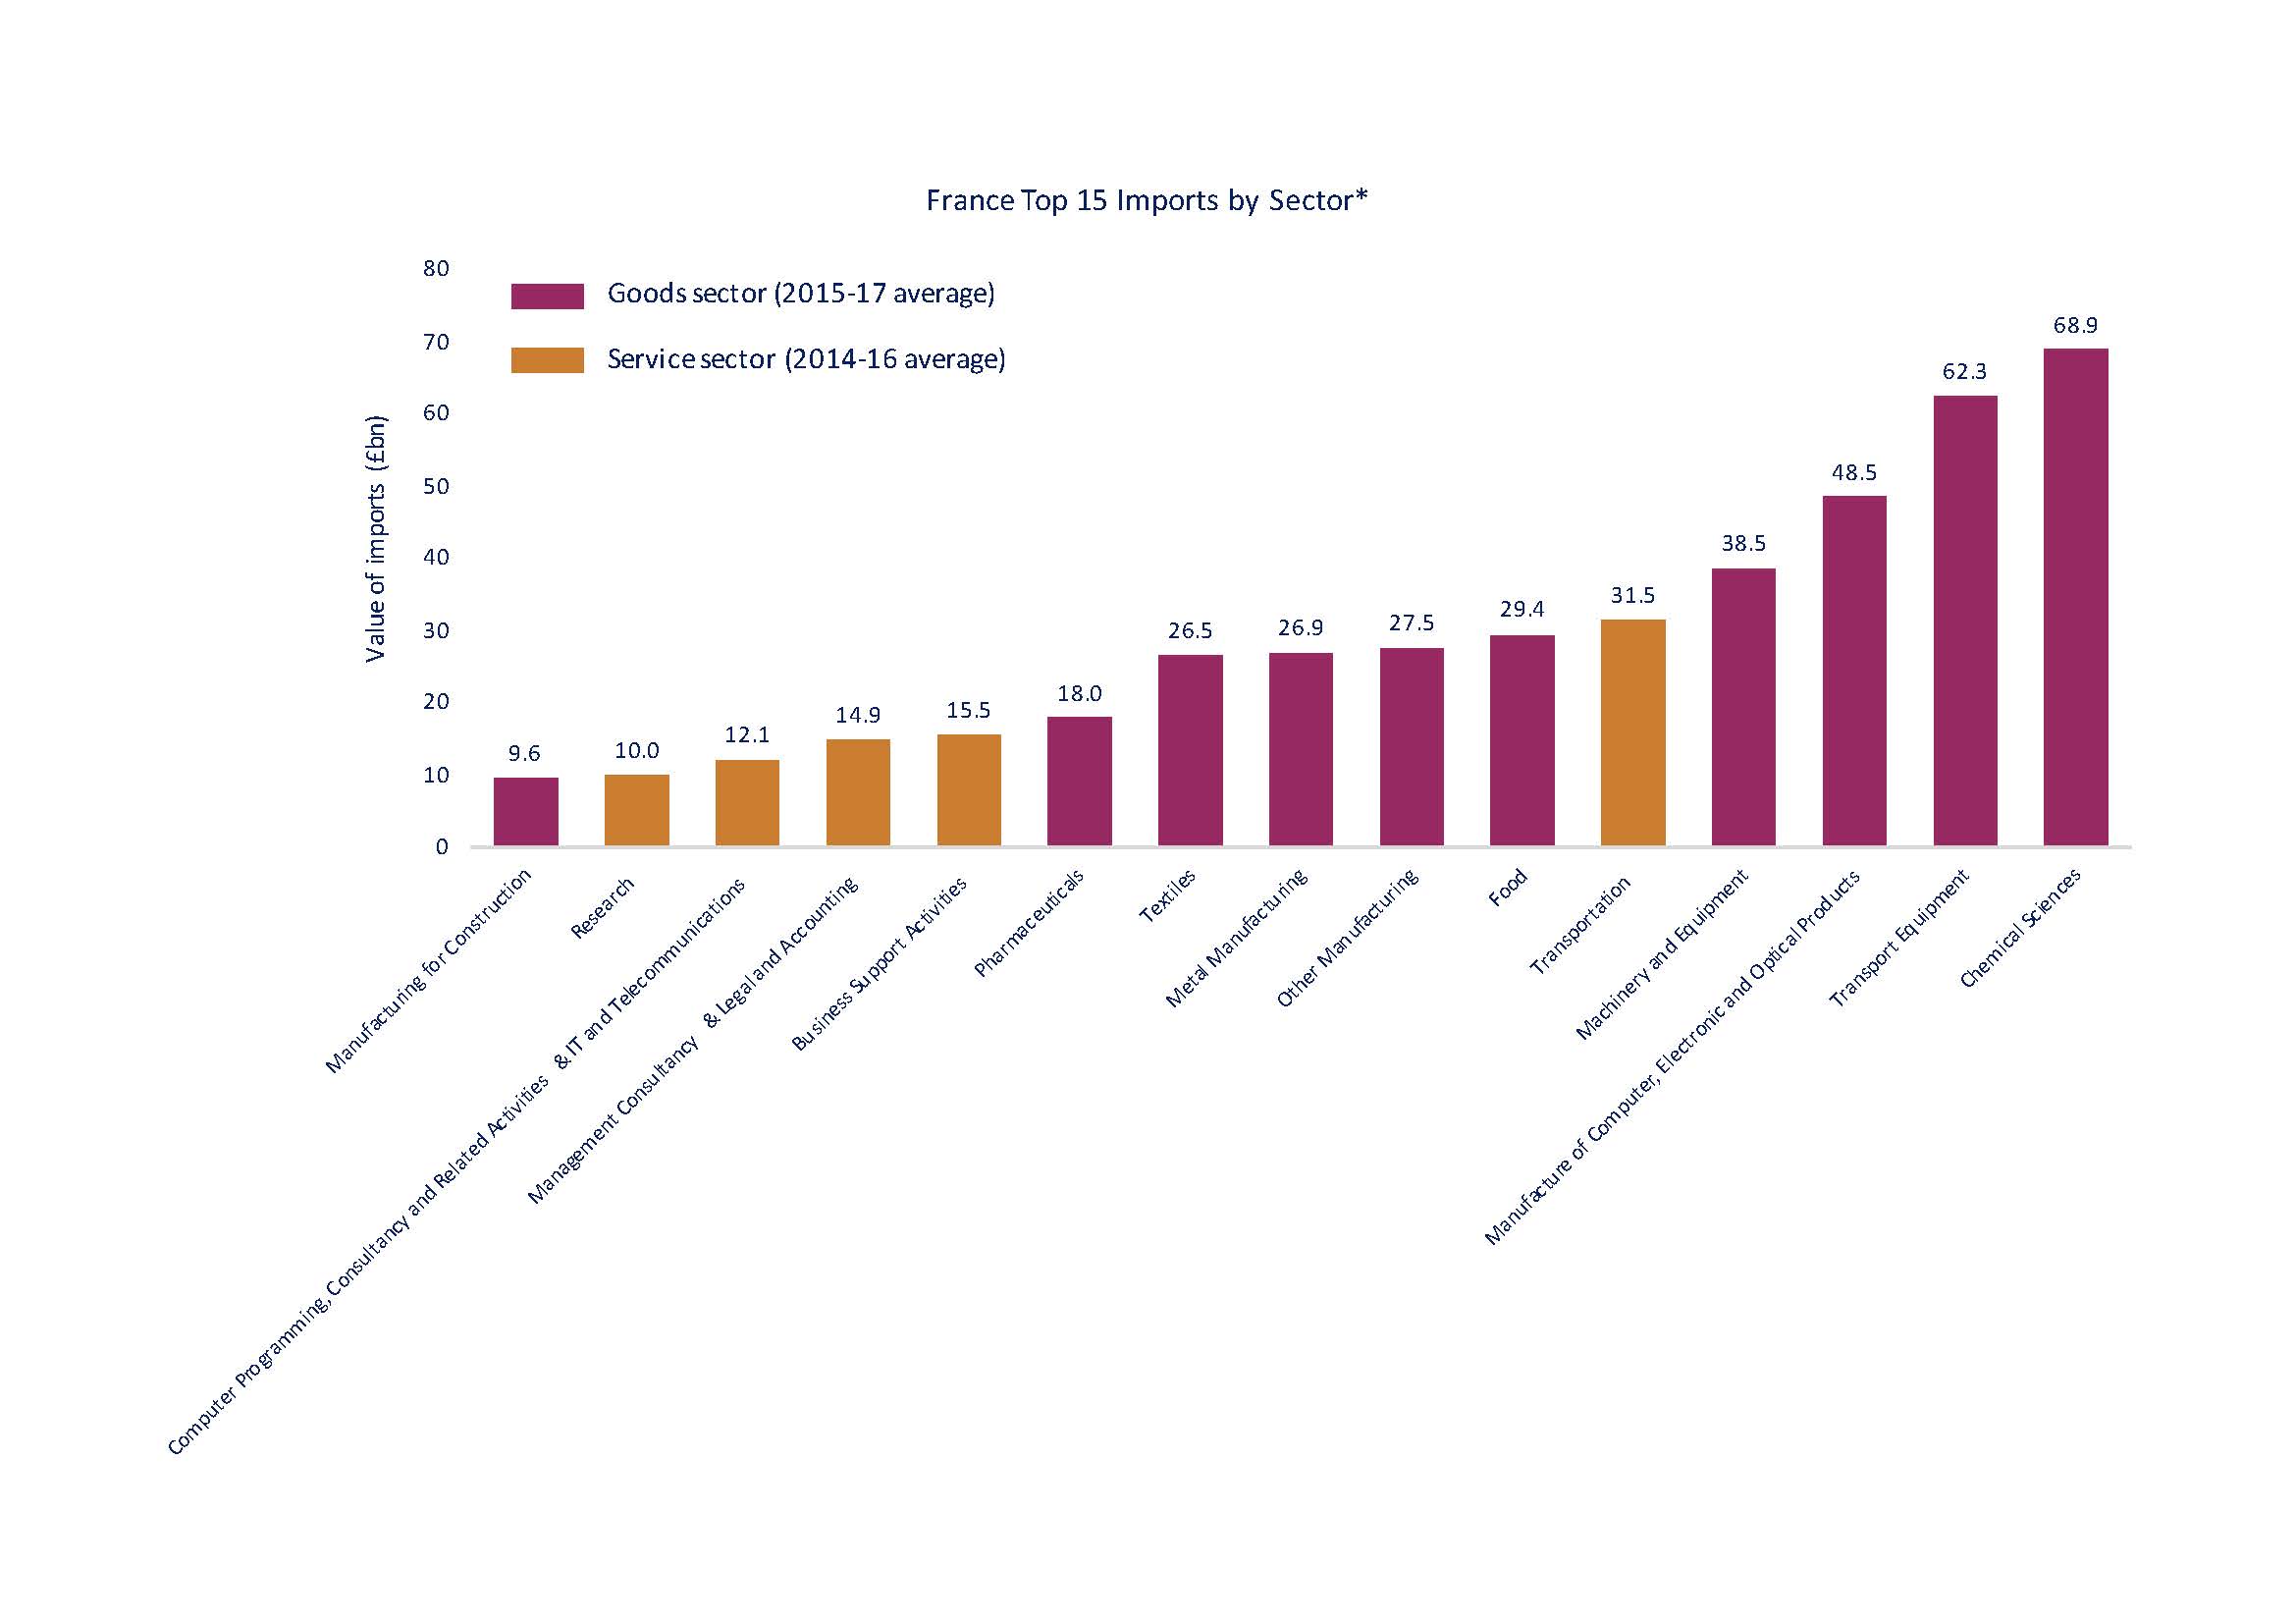 France Top 15 Imports by Sector*
80
70
60
50
40
30
20
10
0
Value of imports (£bn)
Goods sector (2015-17 average)
Service sector (2014-16 average)
9.6
10.0
12.1
14.9
15.5
18.0
26.5
26.9
27.5
29.4
31.5
38.5
48.5
62.3
68.9
Manufacturing for Construction
Research
Computer Programming, Consultancy and Related Activities & IT and Telecommunications
Management Consultancy & Legal and Accounting
Business Support Activities
Pharmaceuticals
Textiles
Metal Manufacturing
Other Manufacturing
Food
Transportation
Machinery and Equipment
Manufacture of Computer, Electronic and Optical Products
Transport Equipment
Chemical Sciences